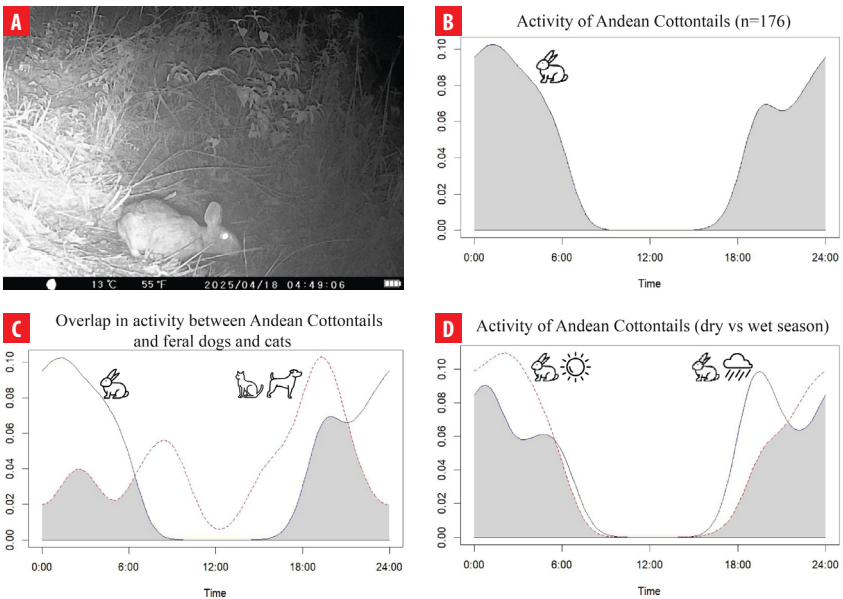 A
13°C 55°F 2025/04/18 04:49:06
B
Activity of Andean Cottontails (n=176)
0.10
0.08
0.06
0.04
0.02
0.00
0:00 6:00 12:00 18:00 24:00
Time
C
Overlap in activity between Andean Cottontails
and feral dogs and cats
0.10
0.08
0.06
0.04
0.02
0.00
0:00 6:00 12:00 18:00 24:00
Time
D
Activity of Andean Cottontails (dry vs wet season)
0.10
0.08
0.06
0.04
0.02
0.00
0:00 6:00 12:00 18:00 24:00
Time